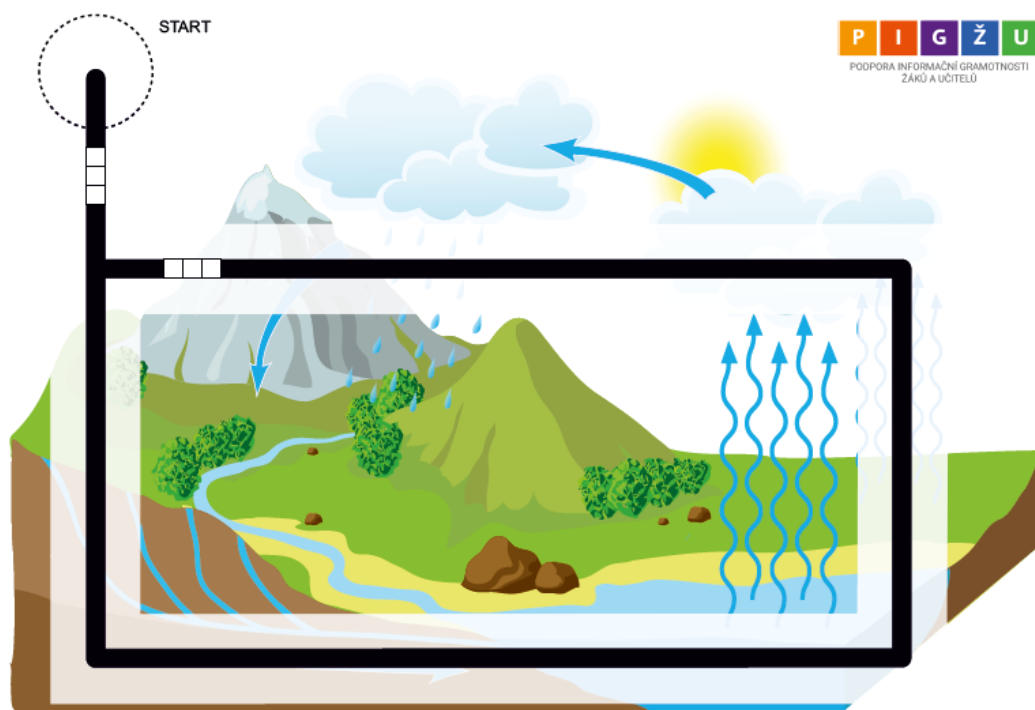 START
P I G Ž U
PODPORA INFORMAČNÍ GRAMOTNOSTI
ŽÁKŮ A UČITELŮ